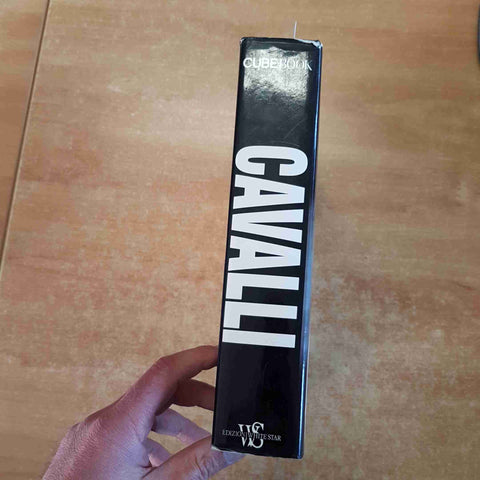 CUBEBOOK
CAVALLI
WS
EDIZIONI WHITE STAR